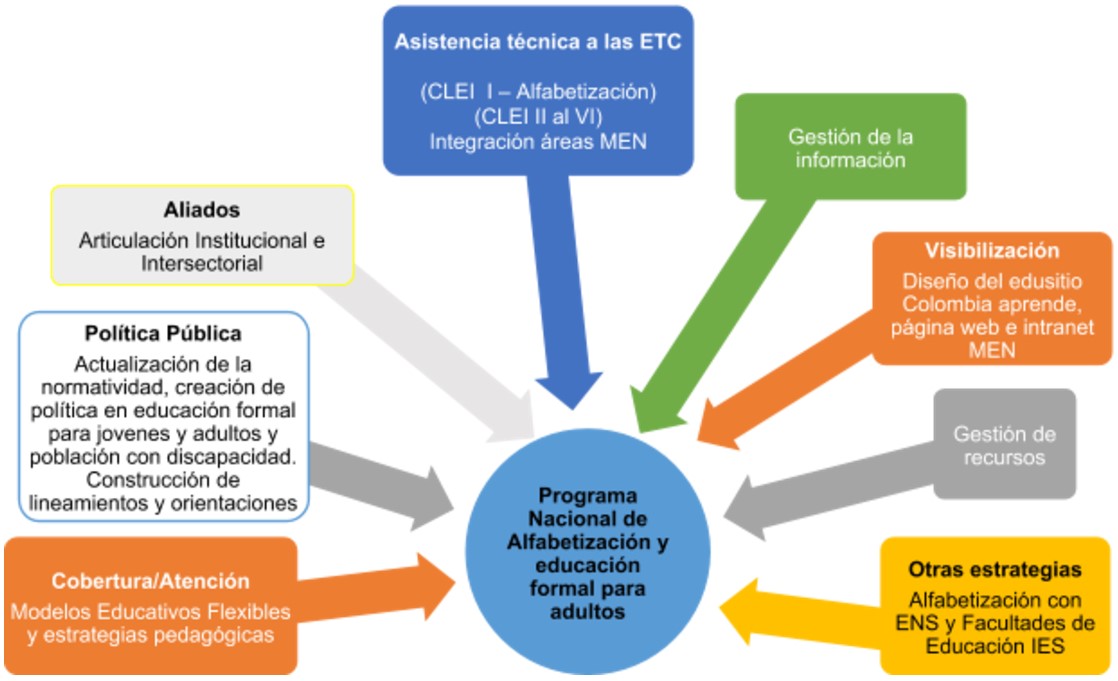 Asistencia técnica a las ETC
(CLEI I – Alfabetización)
(CLEI II al VI)
Integración áreas MEN
Gestión de la
información
Aliados
Articulación Institucional e
Intersectorial
Visibilización
Diseño del edusitio
Colombia aprende,
página web e intranet
MEN
Política Pública
Actualización de la
normatividad, creación de
política en educación formal
para jovenes y adultos y
población con discapacidad.
Construcción de
lineamientos y orientaciones
Gestión de
recursos
Programa
Nacional de
Alfabetización y
educación
formal para
adultos
Cobertura/Atención
Modelos Educativos Flexibles
y estrategias pedagógicas
Otras estrategias
Alfabetización con
ENS y Facultades de
Educación IES